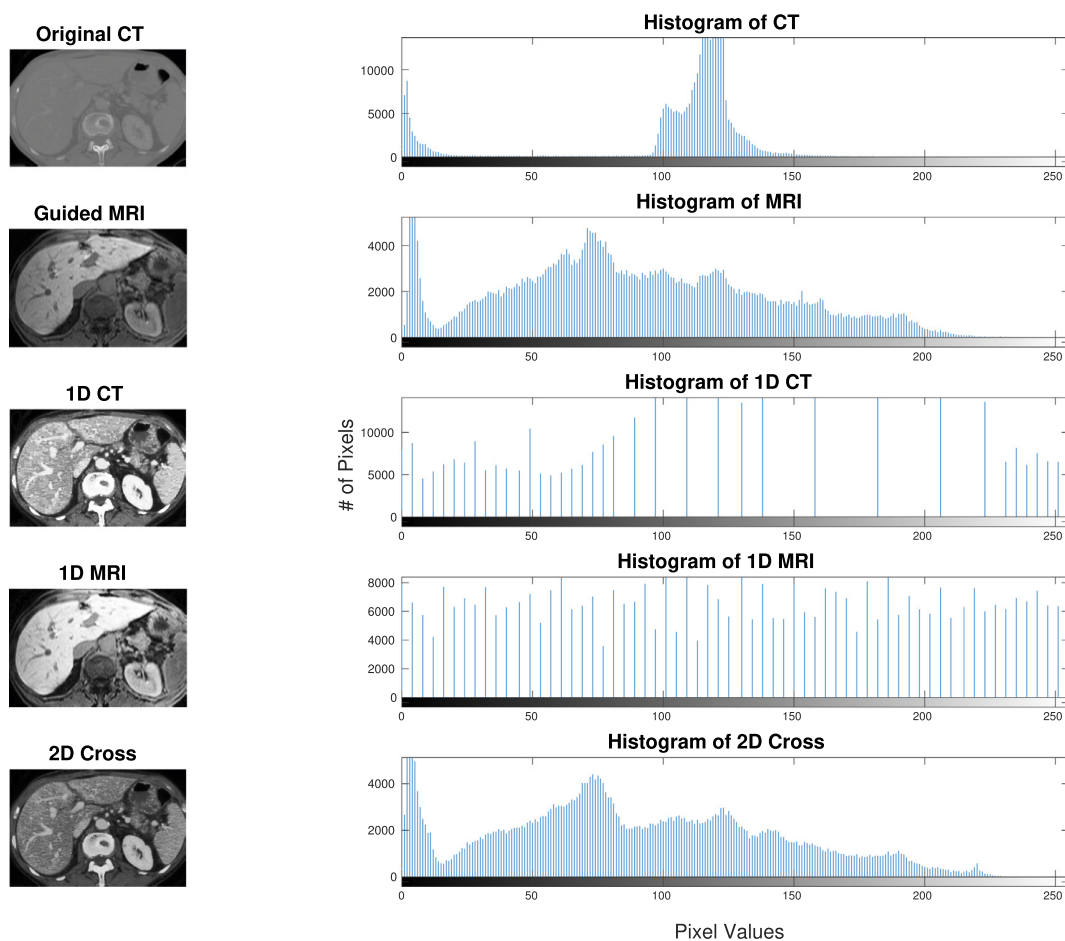 Original CT
Histogram of CT
10000
5000
0
0 50 100 150 200 250
Guided MRI
Histogram of MRI
4000
2000
0
0 50 100 150 200 250
1D CT
Histogram of 1D CT
10000
5000
0
0 50 100 150 200 250
# of Pixels
1D MRI
Histogram of 1D MRI
8000
6000
4000
2000
0
0 50 100 150 200 250
2D Cross
Histogram of 2D Cross
4000
2000
0
0 50 100 150 200 250
Pixel Values